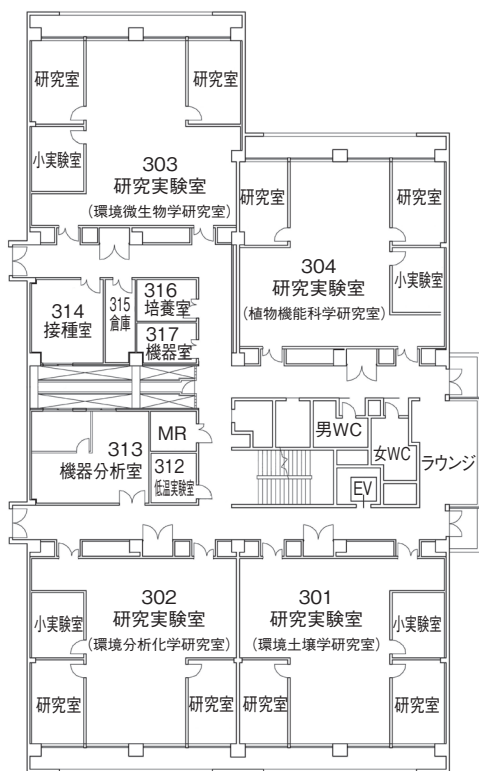 研究室
研究室
小実験室
303
研究実験室
(環境微生物学研究室)
研究室
研究室
304
研究実験室
(植物機能科学研究室)
小実験室
314
接種室
315
倉庫
316
培養室
317
機器室
313
機器分析室
MR
312
低温実験室
男WC
女WC
EV
ラウンジ
302
研究実験室
(環境分析化学研究室)
小実験室
301
研究実験室
(環境土壌学研究室)
小実験室
研究室
研究室
研究室
研究室